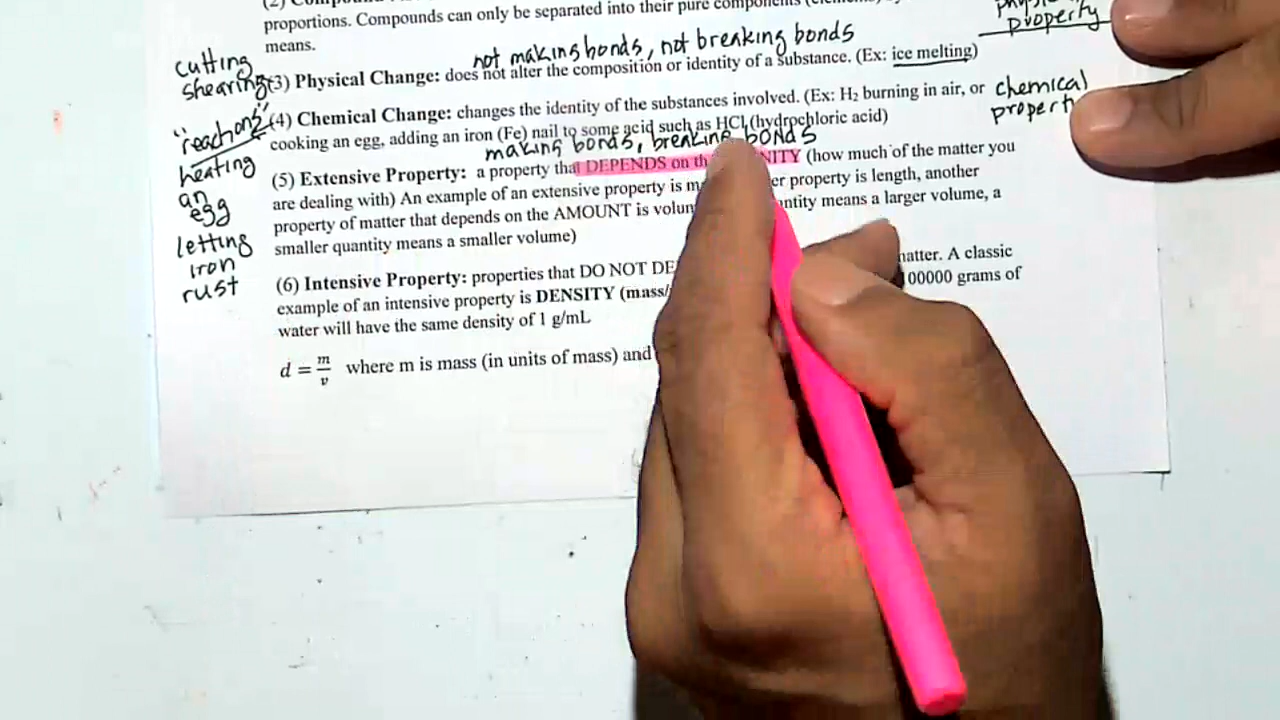 proportions. Compounds can only be separated into their pure components
means.
property
not making bonds, not breaking bonds
cutting
shearing
(3) Physical Change: does not alter the composition or identity of a substance. (Ex: ice melting)
(4) Chemical Change: changes the identity of the substances involved. (Ex: H₂ burning in air, or
cooking an egg, adding an iron (Fe) nail to some acid such as HCl (hydrochloric acid)
chemical
making bonds, breaking bonds
"reactions"
heating
an
egg
letting
iron
rust
(5) Extensive Property: a property that DEPENDS on (how much of the matter you
are dealing with) An example of an extensive property is property is length, another
property of matter that depends on the AMOUNT is means a larger volume, a
smaller quantity means a smaller volume)
(6) Intensive Property: properties that DO NOT matter. A classic
example of an intensive property is DENSITY grams of
water will have the same density of 1 g/mL
d = m/v where m is mass (in units of mass) and